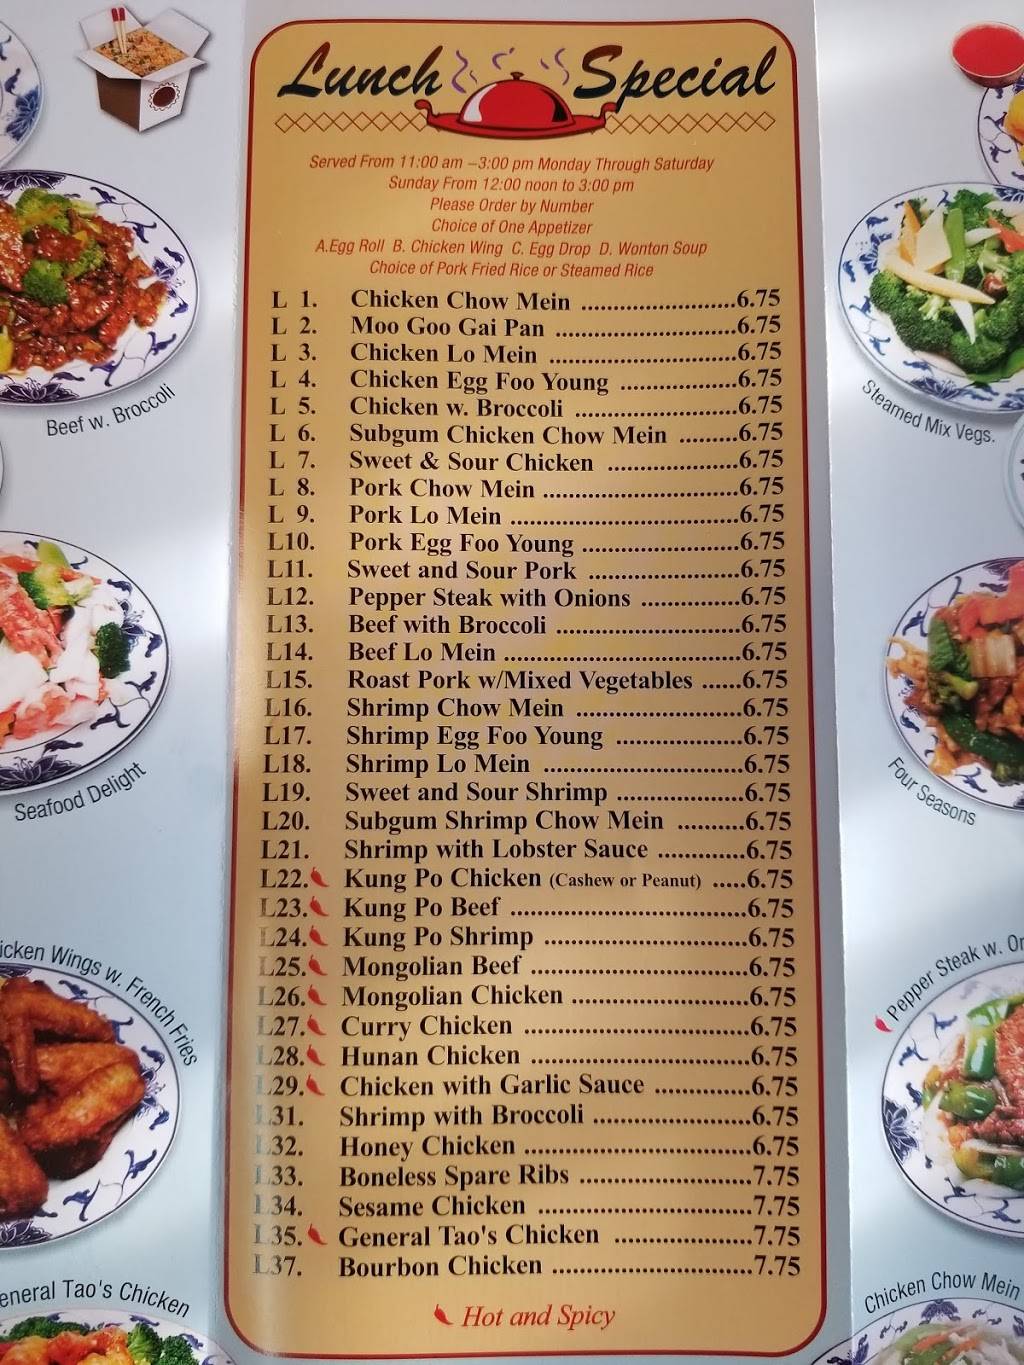 Lunch Special
Served From 11:00 am –3:00 pm Monday Through Saturday
Sunday From 12:00 noon to 3:00 pm
Please Order by Number
Choice of One Appetizer
A.Egg Roll B. Chicken Wing C. Egg Drop D. Wonton Soup
Choice of Pork Fried Rice or Steamed Rice
L 1. Chicken Chow Mein ........................6.75
L 2. Moo Goo Gai Pan ............................6.75
L 3. Chicken Lo Mein .............................6.75
L 4. Chicken Egg Foo Young ..................6.75
L 5. Chicken w. Broccoli .........................6.75
L 6. Subgum Chicken Chow Mein .........6.75
L 7. Sweet & Sour Chicken ....................6.75
L 8. Pork Chow Mein ..............................6.75
L 9. Pork Lo Mein ...................................6.75
L10. Pork Egg Foo Young ........................6.75
L11. Sweet and Sour Pork .......................6.75
L12. Pepper Steak with Onions ...............6.75
L13. Beef with Broccoli ............................6.75
L14. Beef Lo Mein ....................................6.75
L15. Roast Pork w/Mixed Vegetables ......6.75
L16. Shrimp Chow Mein .........................6.75
L17. Shrimp Egg Foo Young ...................6.75
L18. Shrimp Lo Mein ..............................6.75
L19. Sweet and Sour Shrimp ...................6.75
L20. Subgum Shrimp Chow Mein ..........6.75
L21. Shrimp with Lobster Sauce .............6.75
L22. Kung Po Chicken (Cashew or Peanut) .....6.75
L23. Kung Po Beef ...................................6.75
L24. Kung Po Shrimp ..............................6.75
L25. Mongolian Beef ................................6.75
L26. Mongolian Chicken ..........................6.75
L27. Curry Chicken .................................6.75
L28. Hunan Chicken ................................6.75
L29. Chicken with Garlic Sauce ..............6.75
L31. Shrimp with Broccoli .......................6.75
L32. Honey Chicken .................................6.75
L33. Boneless Spare Ribs .........................7.75
L34. Sesame Chicken ...............................7.75
L35. General Tao's Chicken ....................7.75
L37. Bourbon Chicken .............................7.75
Hot and Spicy
Beef w. Broccoli
Seafood Delight
Wings w. French Fries
Tao's Chicken
Steamed Mix Vegs.
Four Seasons
Pepper Steak w.
Chicken Chow Mein